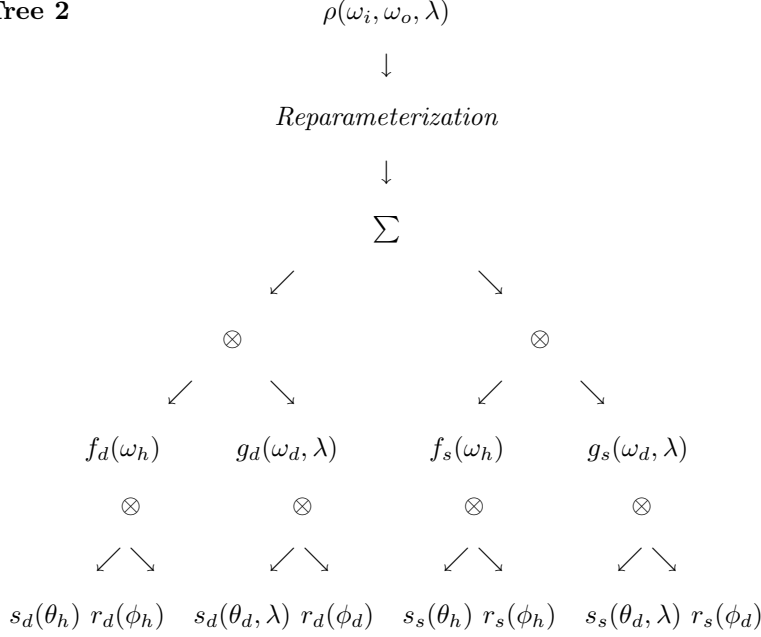 Tree 2 ρ(ω_i, ω_o, λ)
↓
Reparameterization
↓
∑
↙ ↘
⊗ ⊗
↙ ↘ ↙ ↘
f_d(ω_h) g_d(ω_d, λ) f_s(ω_h) g_s(ω_d, λ)
⊗ ⊗ ⊗ ⊗
↙ ↘ ↙ ↘ ↙ ↘ ↙ ↘
s_d(θ_h) r_d(ϕ_h) s_d(θ_d, λ) r_d(ϕ_d) s_s(θ_h) r_s(ϕ_h) s_s(θ_d, λ) r_s(ϕ_d)